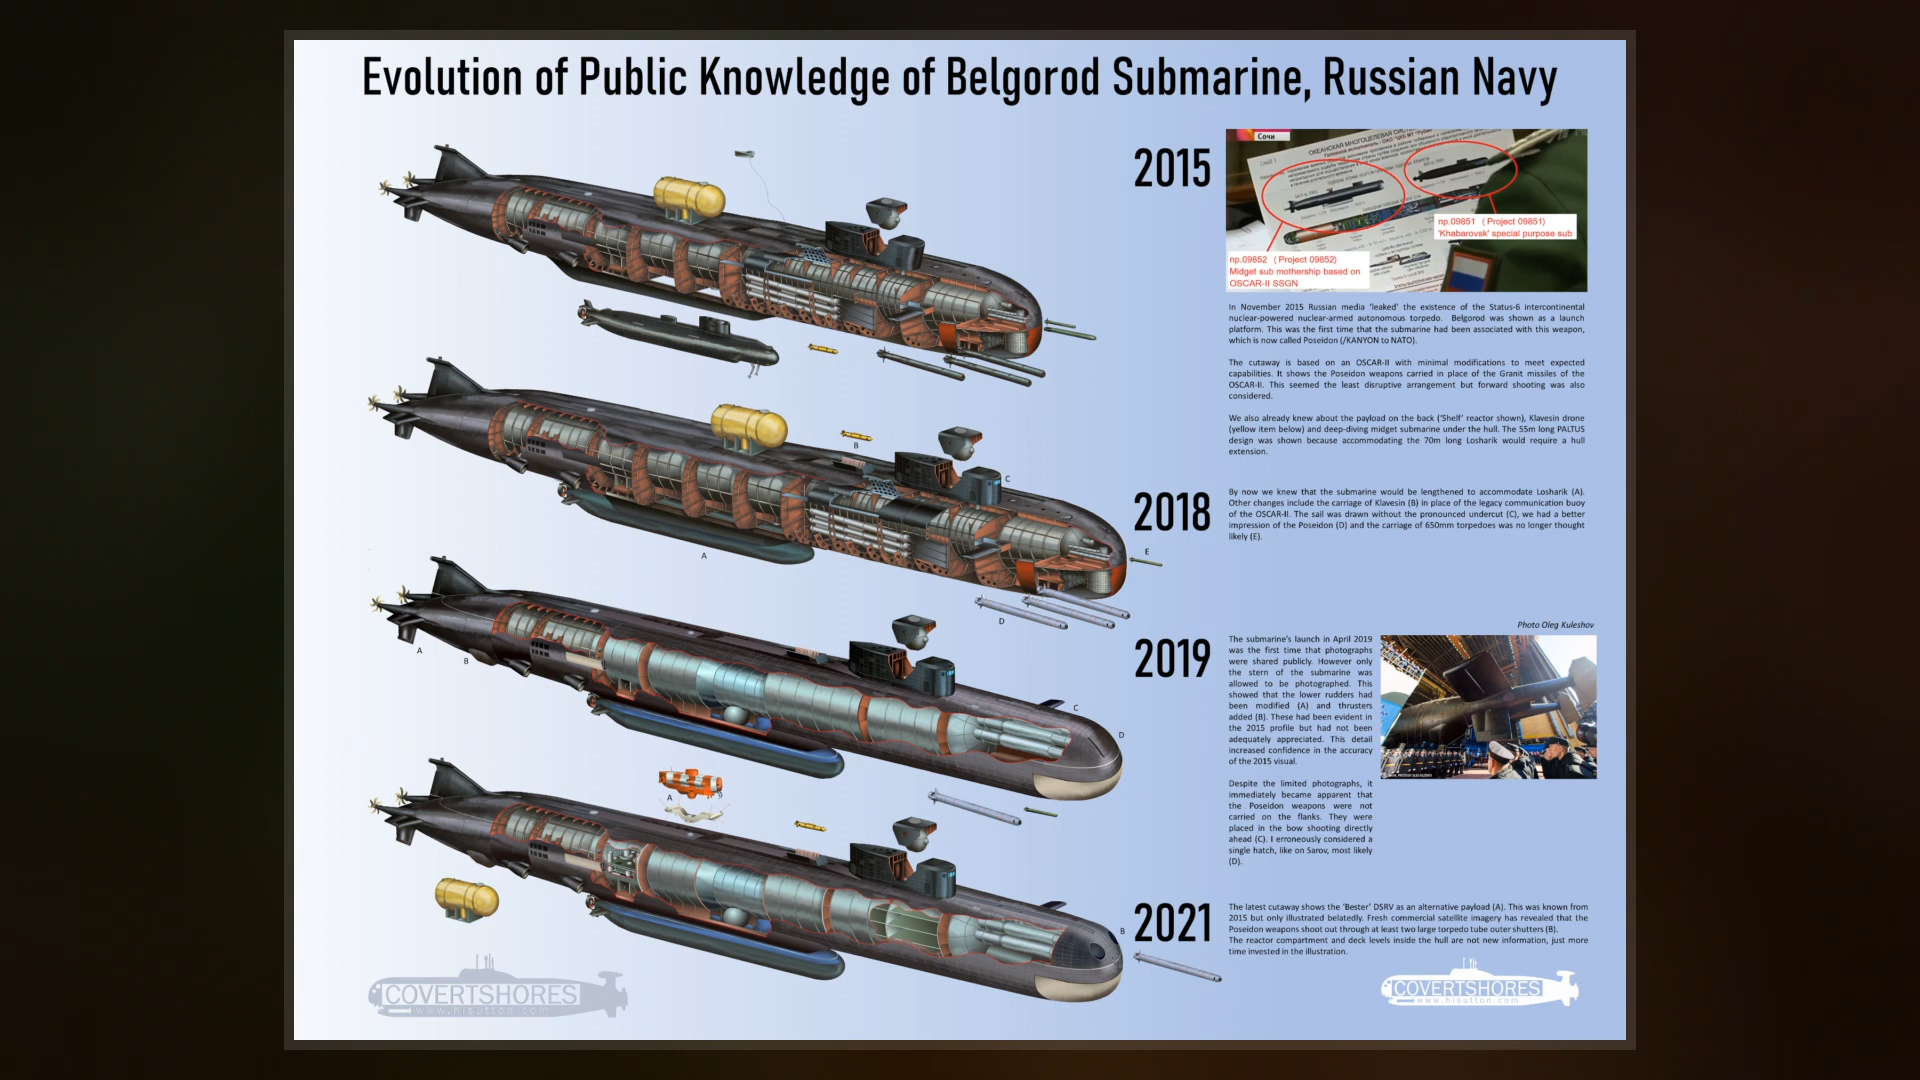 Evolution of Public Knowledge of Belgorod Submarine, Russian Navy
2015
Сочи
ОКЕАНСКАЯ МНОГОЦЕЛЕВАЯ
пр.09851 ( Project 09851)
'Khabarovsk' special purpose sub
пр.09852 ( Project 09852)
Midget sub mothership based on
OSCAR-II SSGN
In November 2015 Russian media 'leaked' the existence of the Status-6 intercontinental
nuclear-powered nuclear-armed autonomous torpedo. Belgorod was shown as a launch
platform. This was the first time that the submarine had been associated with this weapon,
which is now called Poseidon (/KANYON to NATO).
The cutaway is based on an OSCAR-II with minimal modifications to meet expected
capabilities. It shows the Poseidon weapons carried in place of the Granit missiles of the
OSCAR-II. This seemed the least disruptive arrangement but forward shooting was also
considered.
We also already knew about the payload on the back ('Shelf' reactor shown), Klavesin drone
(yellow item below) and deep-diving midget submarine under the hull. The 55m long PALTUS
design was shown because accommodating the 70m long Losharik would require a hull
extension.
B
C
A
E
D
2018
By now we knew that the submarine would be lengthened to accommodate Losharik (A).
Other changes include the carriage of Klavesin (B) in place of the legacy communication buoy
of the OSCAR-II. The sail was drawn without the pronounced undercut (C), we had a better
impression of the Poseidon (D) and the carriage of 650mm torpedoes was no longer thought
likely (E).
A
B
C
D
2019
Photo Oleg Kuleshov
The submarine's launch in April 2019
was the first time that photographs
were shared publicly. However only
the stern of the submarine was
allowed to be photographed. This
showed that the lower rudders had
been modified (A) and thrusters
added (B). These had been evident in
the 2015 profile but had not been
adequately appreciated. This detail
increased confidence in the accuracy
of the 2015 visual.
Despite the limited photographs, it
immediately became apparent that
the Poseidon weapons were not
carried on the flanks. They were
placed in the bow shooting directly
ahead (C). I erroneously considered a
single hatch, like on Sarov, most likely
(D).
A
B
2021
The latest cutaway shows the 'Bester' DSRV as an alternative payload (A). This was known from
2015 but only illustrated belatedly. Fresh commercial satellite imagery has revealed that the
Poseidon weapons shoot out through at least two large torpedo tube outer shutters (B).
The reactor compartment and deck levels inside the hull are not new information, just more
time invested in the illustration.
COVERTSHORES
www.hisutton.com
COVERTSHORES
www.hisutton.com